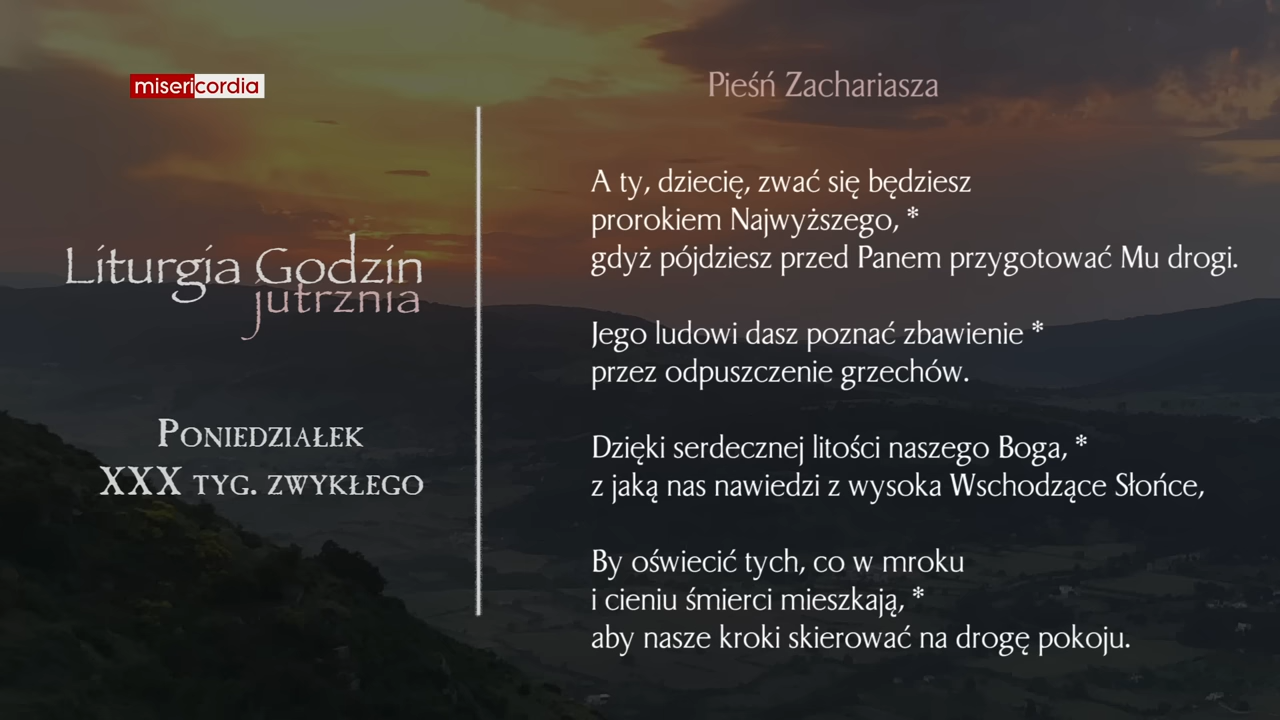 misericordia
Liturgia Godzin
jutrznia
Poniedziałek
XXX tyg. zwykłego
Pieśń Zachariasza
A ty, dziecię, zwać się będziesz
prorokiem Najwyższego, *
gdyż pójdziesz przed Panem przygotować Mu drogi.
Jego ludowi dasz poznać zbawienie *
przez odpuszczenie grzechów.
Dzięki serdecznej litości naszego Boga, *
z jaką nas nawiedzi z wysoka Wschodzące Słońce,
By oświecić tych, co w mroku
i cieniu śmierci mieszkają, *
aby nasze kroki skierować na drogę pokoju.